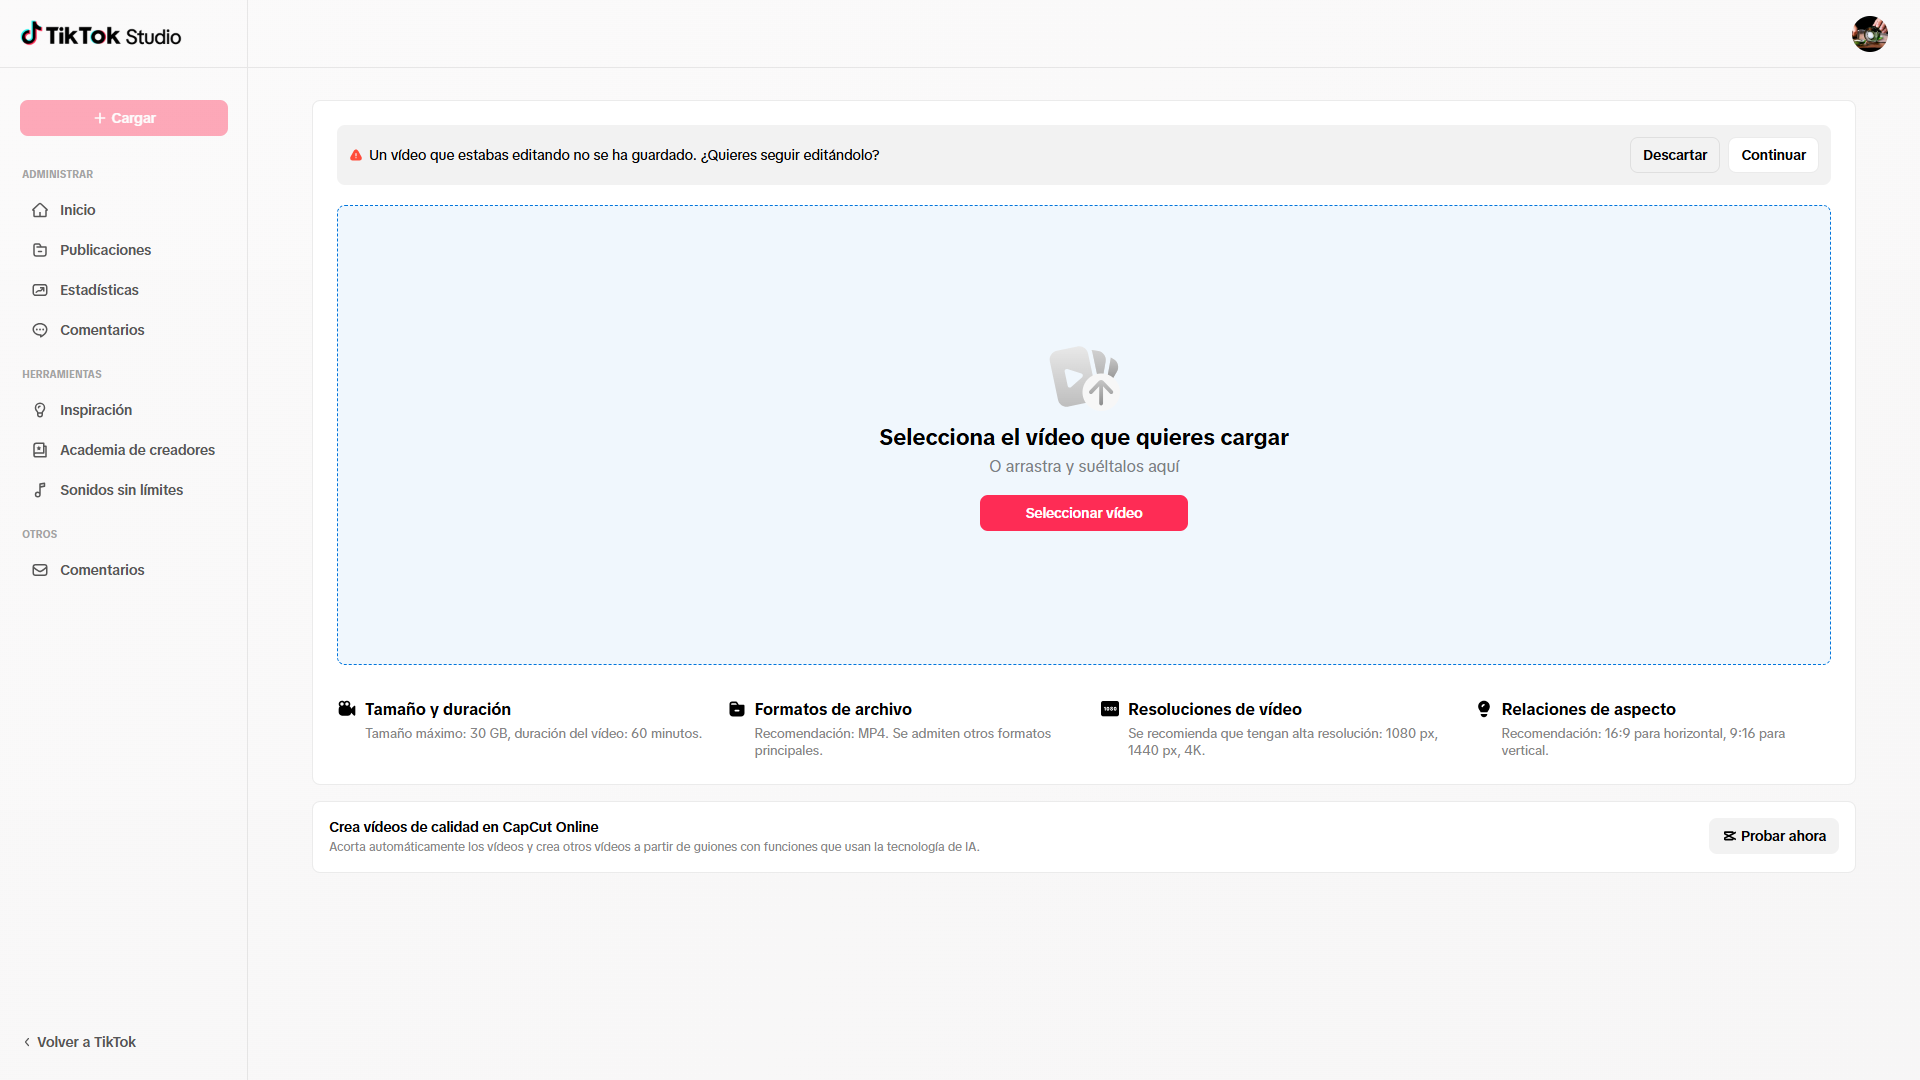 TikTok Studio
Cargar
ADMINISTRAR
Inicio
Publicaciones
Estadísticas
Comentarios
HERRAMIENTAS
Inspiración
Academia de creadores
Sonidos sin límites
OTROS
Comentarios
Volver a TikTok
Un vídeo que estabas editando no se ha guardado. ¿Quieres seguir editándolo?
Descartar
Continuar
Selecciona el vídeo que quieres cargar
O arrastra y suéltalos aquí
Seleccionar vídeo
Tamaño y duración
Tamaño máximo: 30 GB, duración del vídeo: 60 minutos.
Formatos de archivo
Recomendación: MP4. Se admiten otros formatos
principales.
1080
Resoluciones de vídeo
Se recomienda que tengan alta resolución: 1080 px,
1440 px, 4K.
Relaciones de aspecto
Recomendación: 16:9 para horizontal, 9:16 para
vertical.
Crea vídeos de calidad en CapCut Online
Acorta automáticamente los vídeos y crea otros vídeos a partir de guiones con funciones que usan la tecnología de IA.
Probar ahora